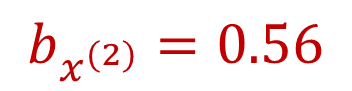 b_{x^{(2)}} = 0.56